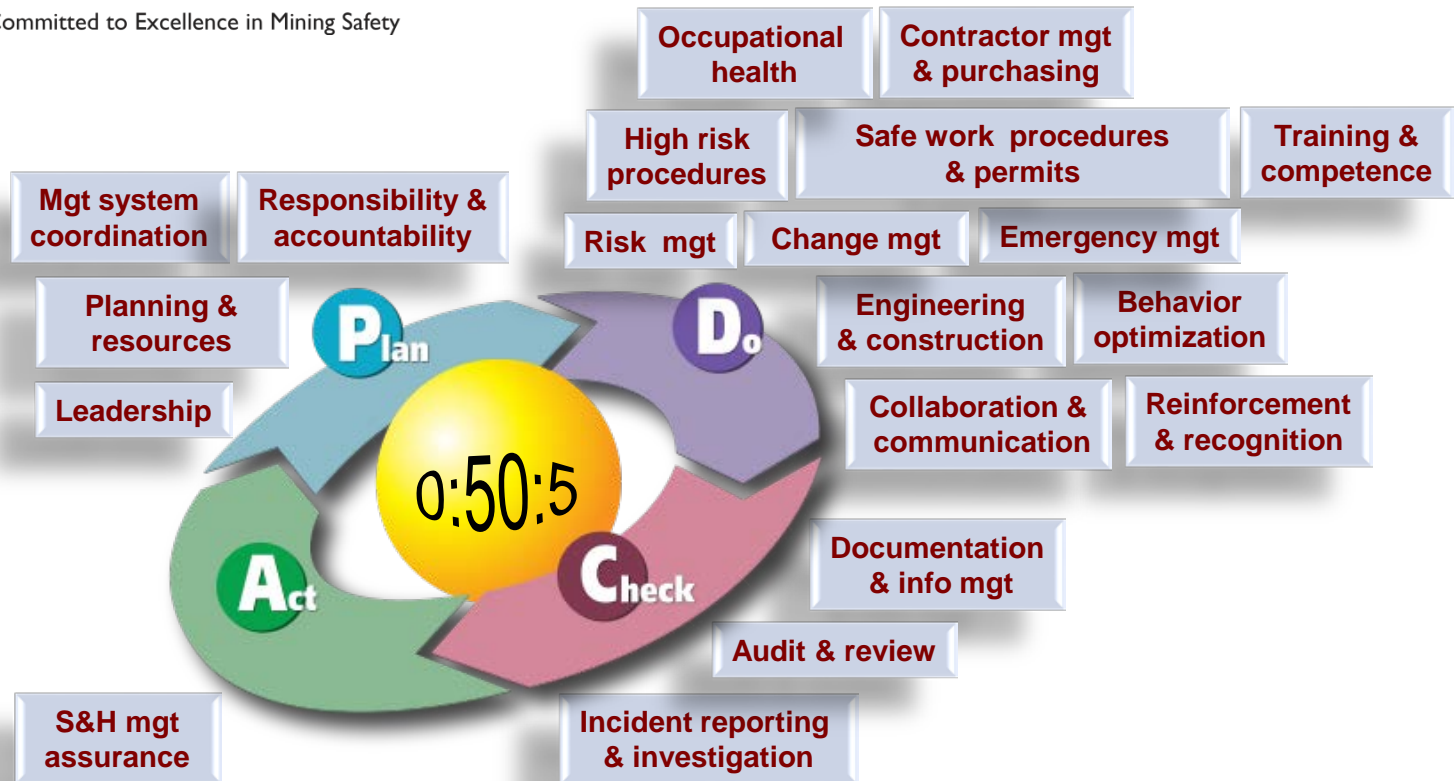 Committed to Excellence in Mining Safety
Occupational
health
Contractor mgt
& purchasing
High risk
procedures
Safe work procedures
& permits
Training &
competence
Mgt system
coordination
Responsibility &
accountability
Risk mgt
Change mgt
Emergency mgt
Planning &
resources
Engineering
& construction
Behavior
optimization
Leadership
Collaboration &
communication
Reinforcement
& recognition
Plan
Do
0:50:5
Act
Check
Documentation
& info mgt
Audit & review
S&H mgt
assurance
Incident reporting
& investigation